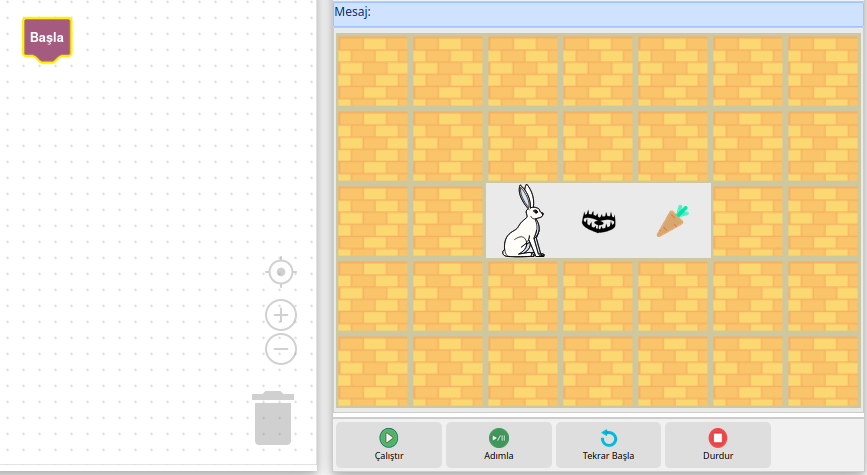 Mesaj:
Başla
Çalıştır
Adımla
Tekrar Başla
Durdur